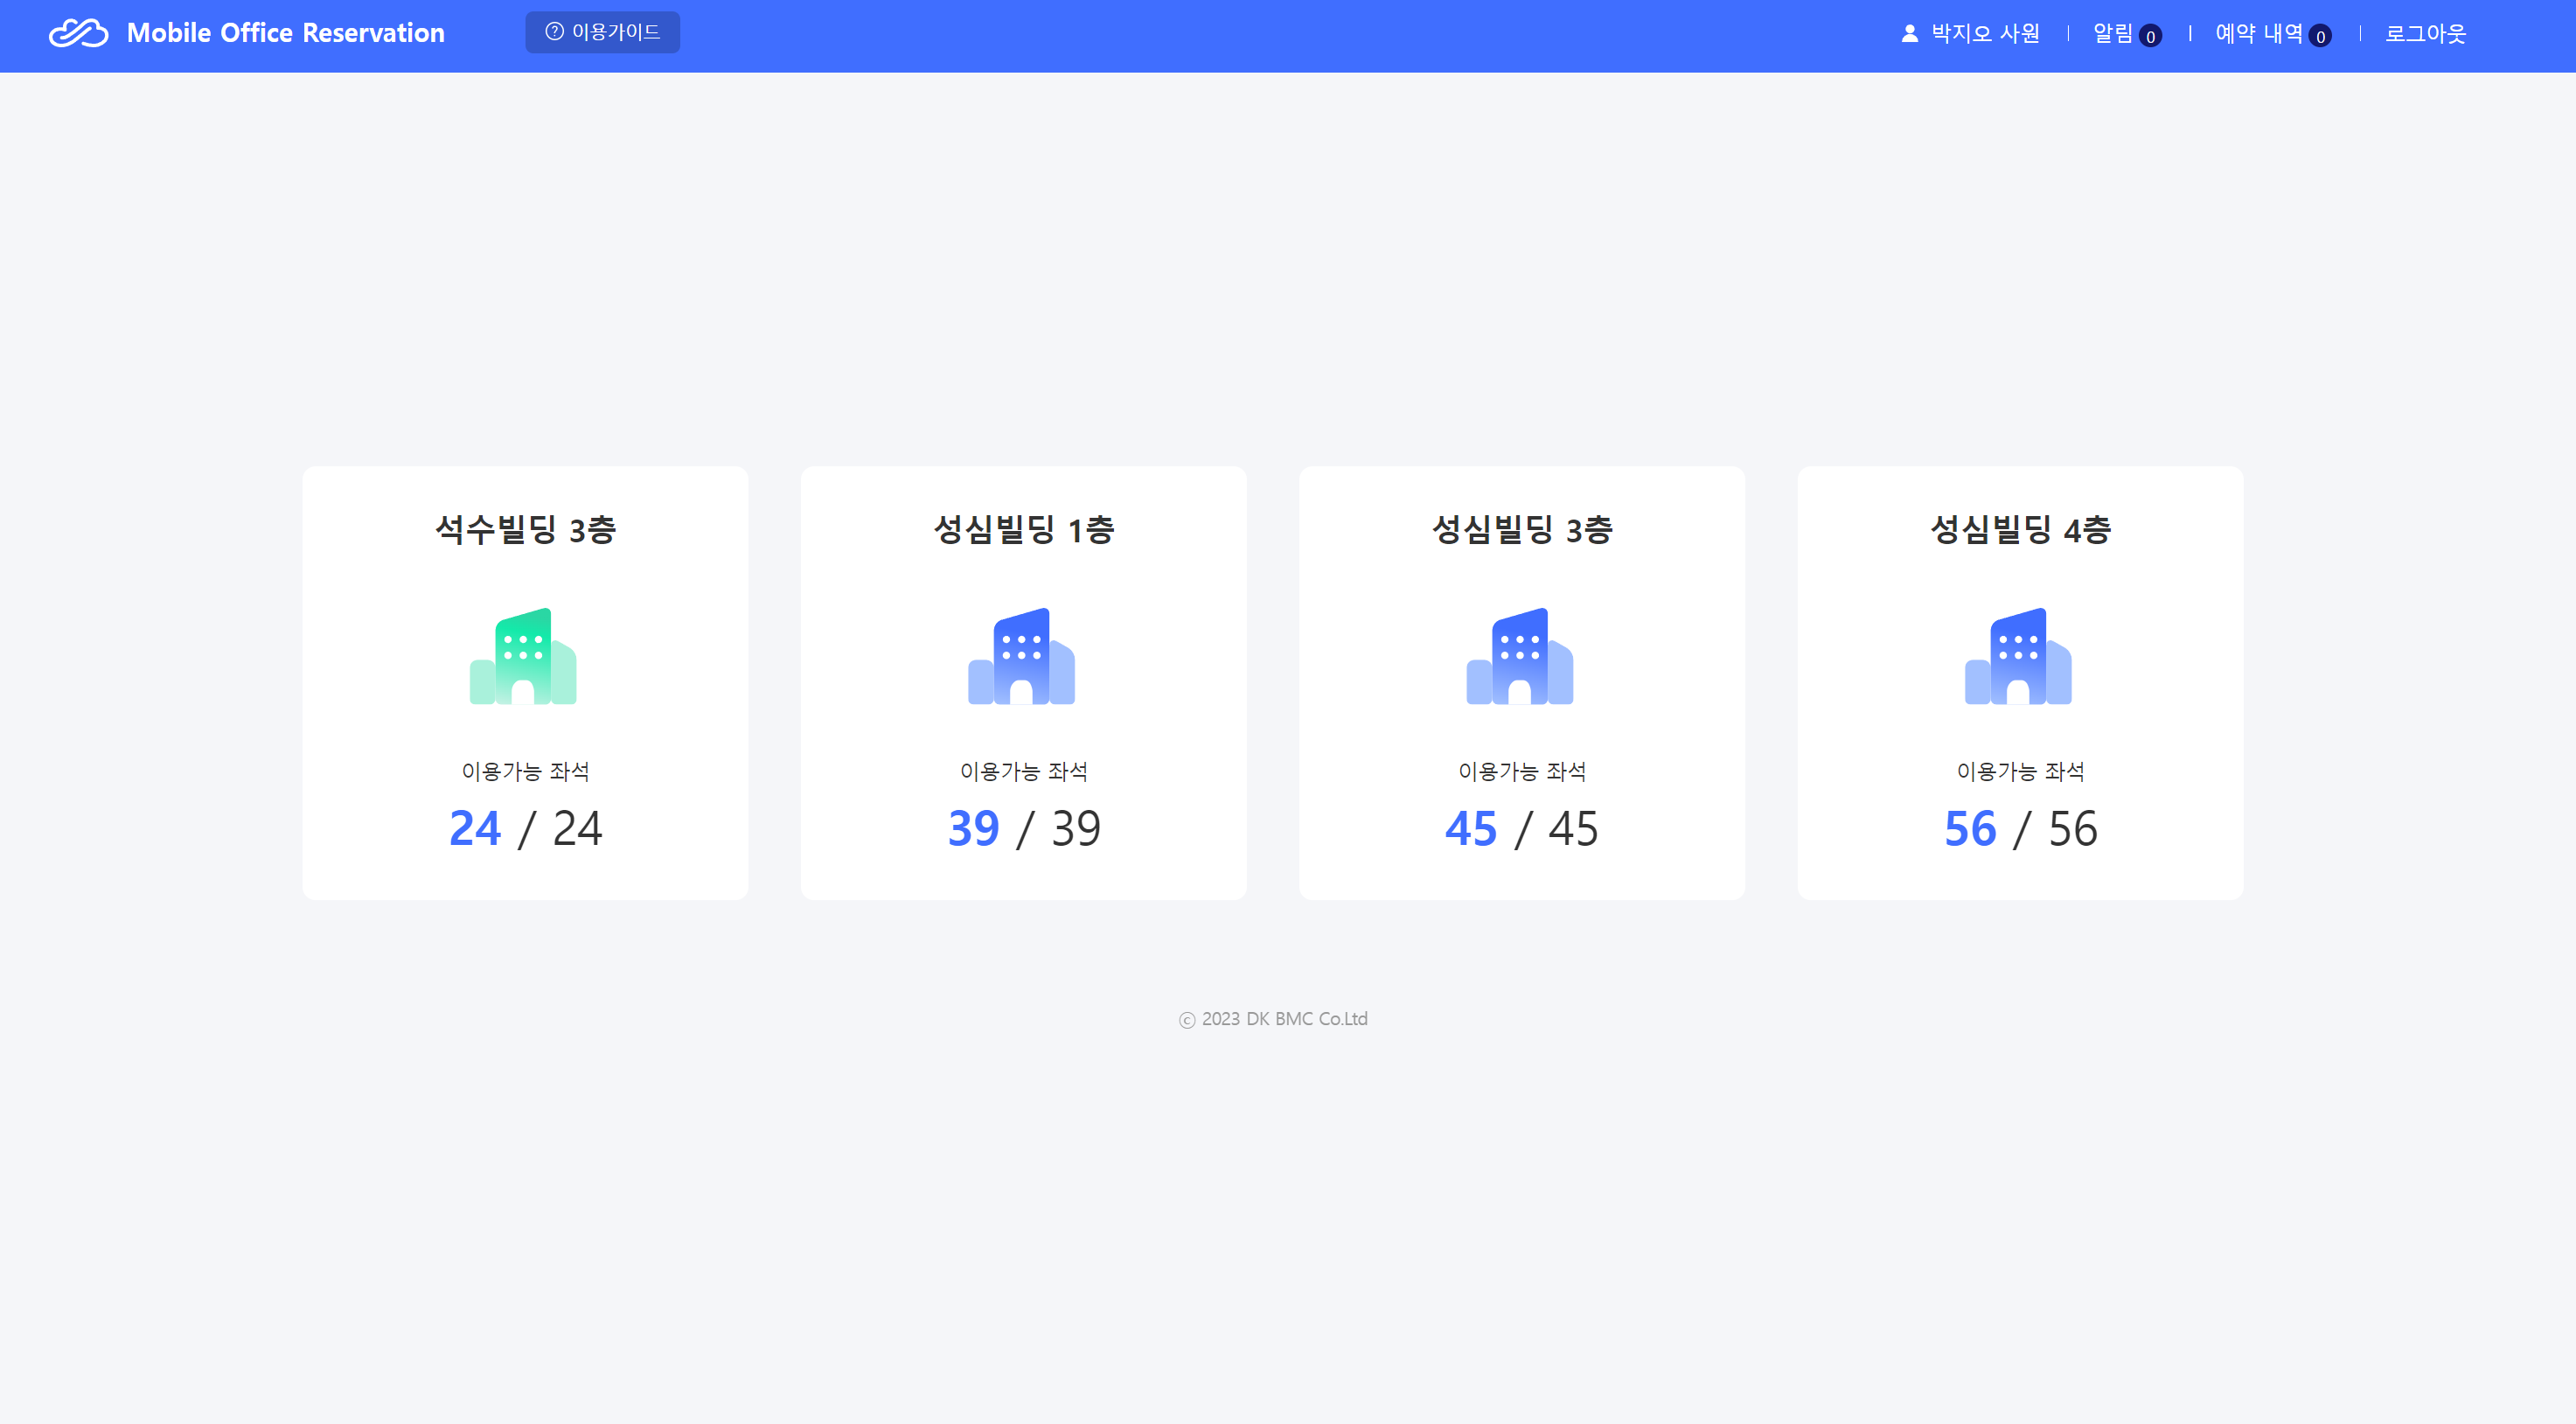 Mobile Office Reservation
? 이용가이드
박지오 사원 | 알림 0 | 예약 내역 0 | 로그아웃
석수빌딩 3층
이용가능 좌석
24 / 24
성심빌딩 1층
이용가능 좌석
39 / 39
성심빌딩 3층
이용가능 좌석
45 / 45
성심빌딩 4층
이용가능 좌석
56 / 56
ⓒ 2023 DK BMC Co.Ltd